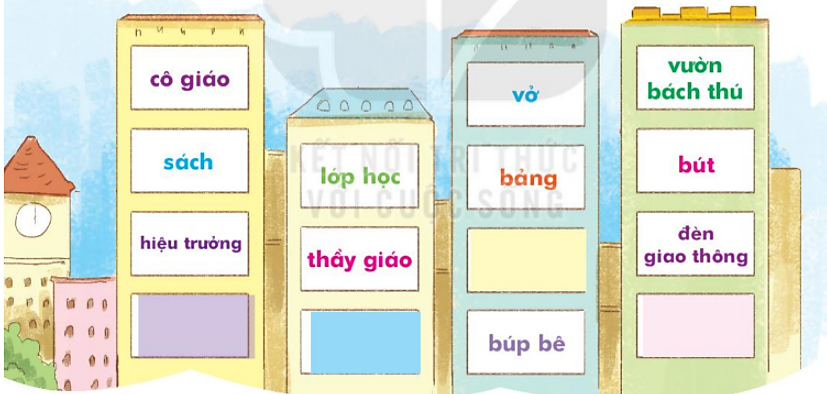 cô giáo
sách
hiệu trưởng
lớp học
thầy giáo
vở
bảng
búp bê
vườn
bách thú
bút
đèn
giao thông
KẾT NỐI TRI THỨC
VỚI CUỘC SỐNG